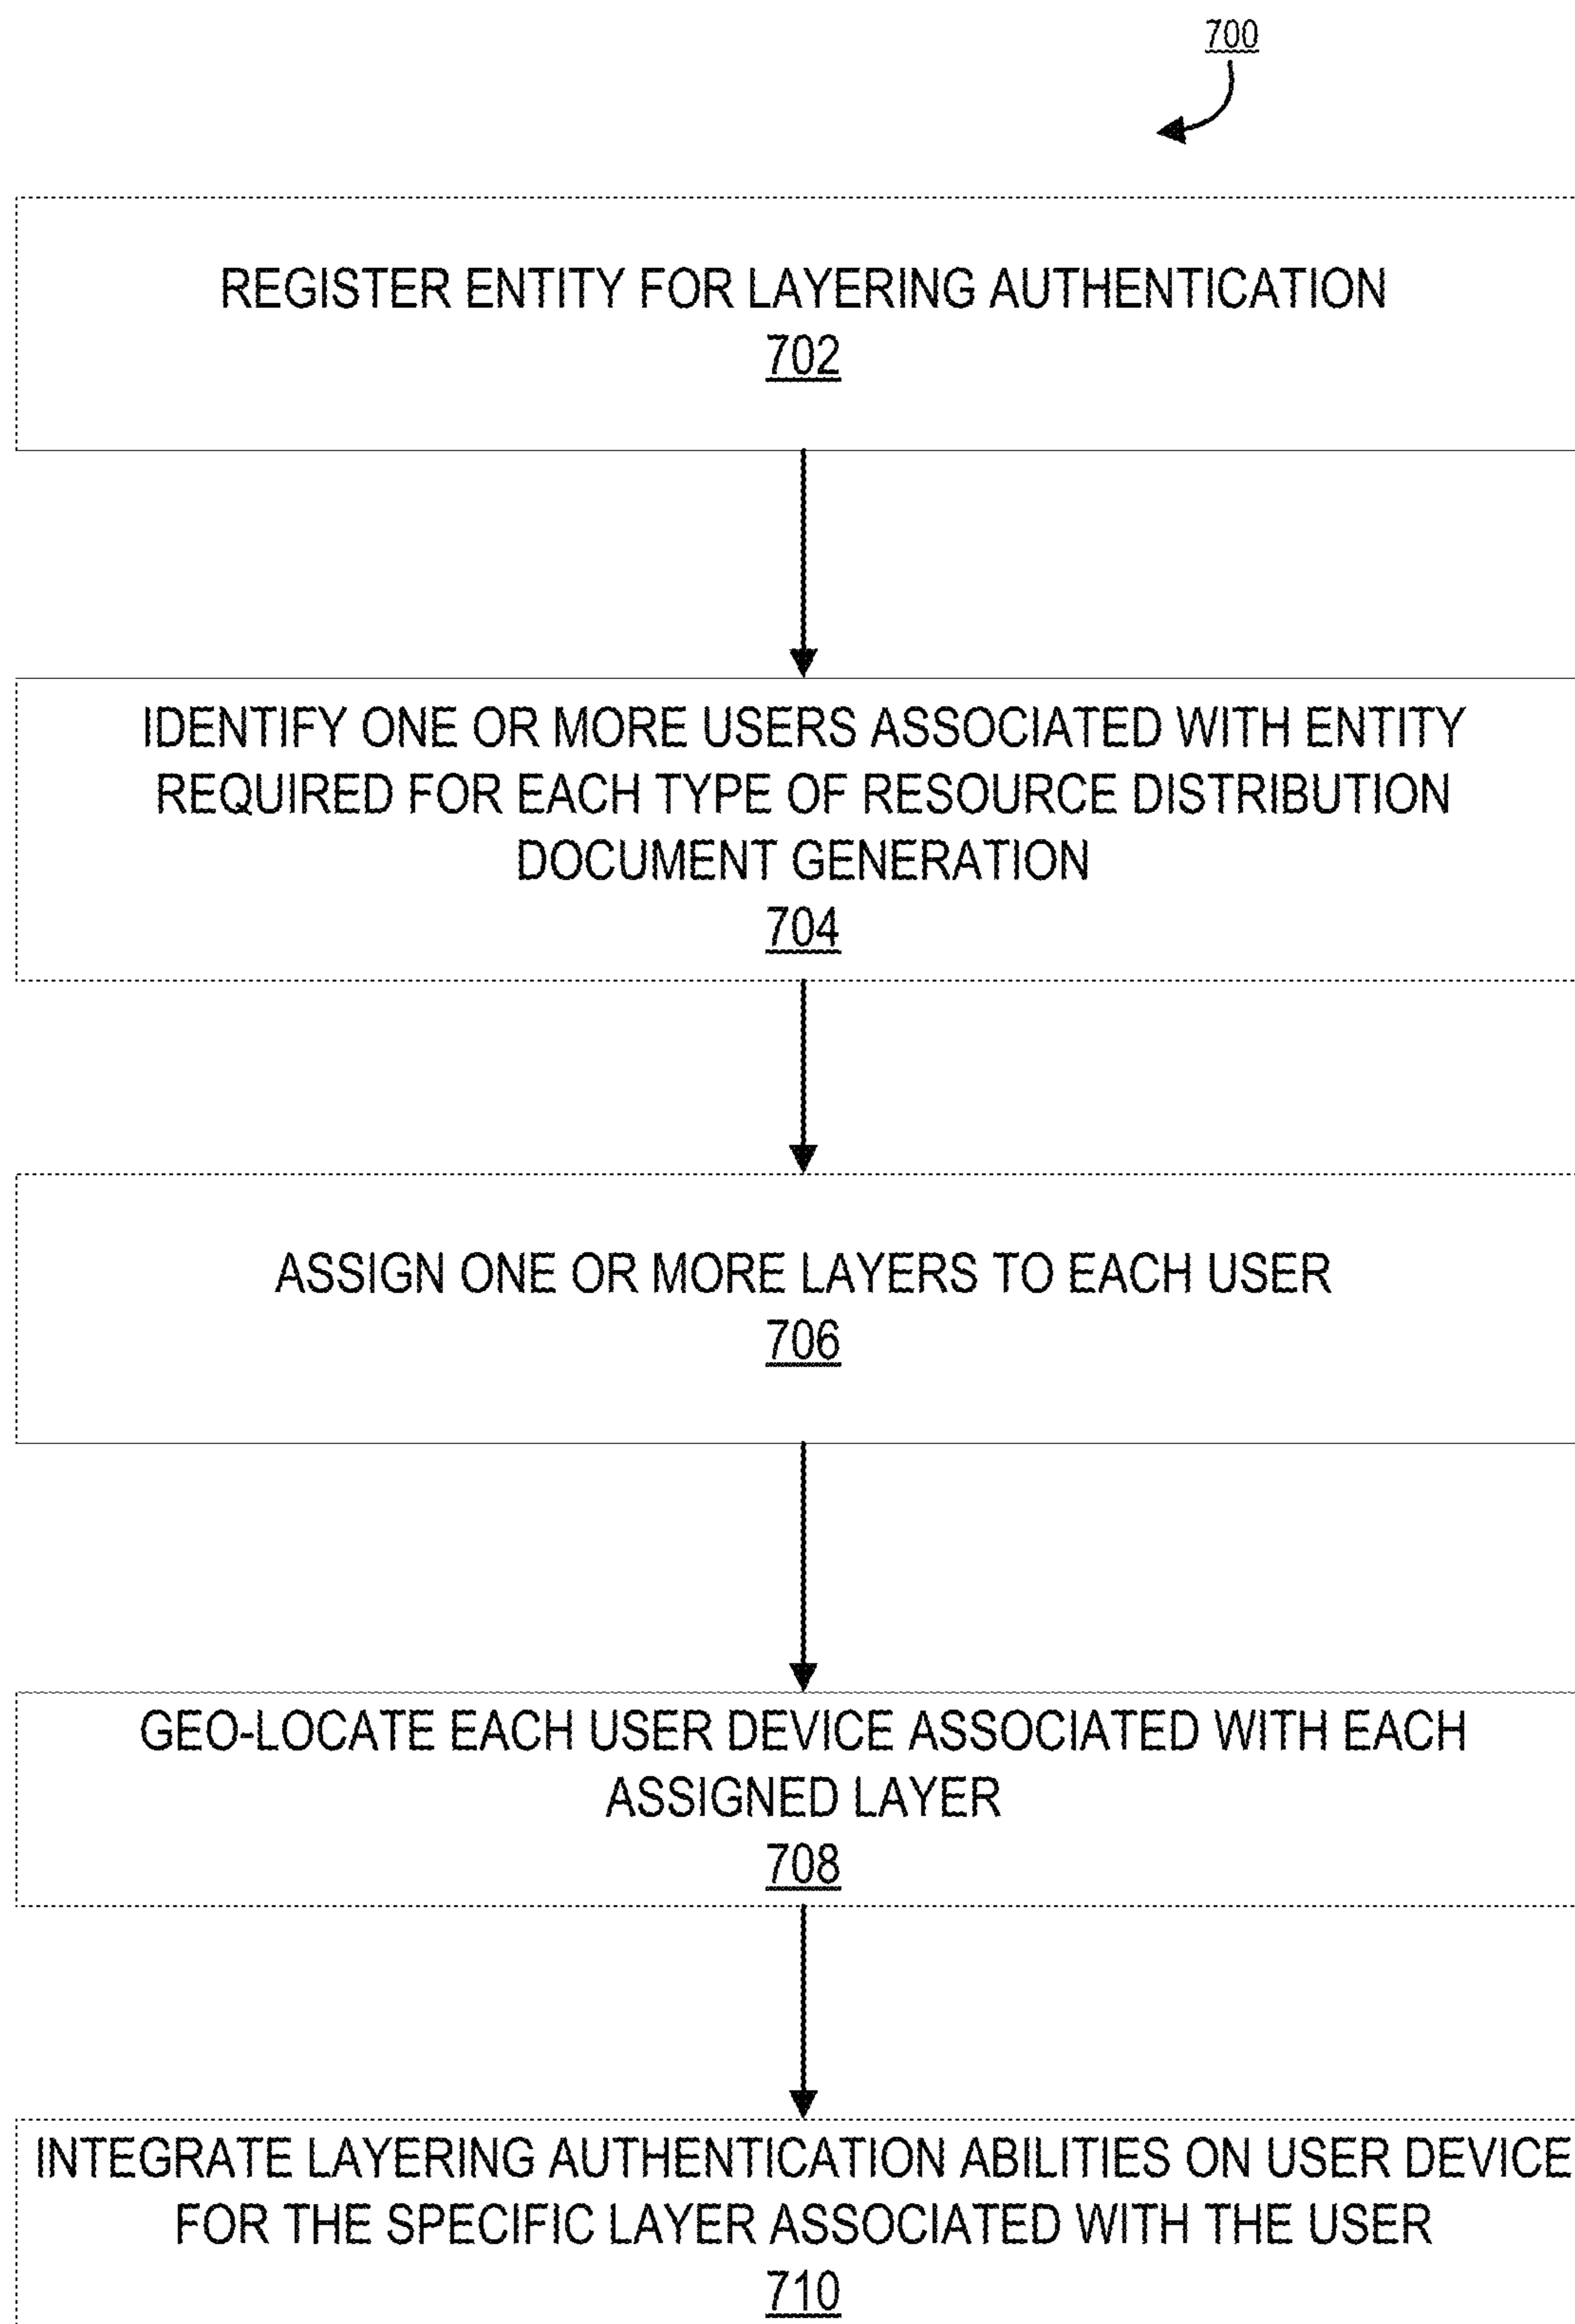 700
REGISTER ENTITY FOR LAYERING AUTHENTICATION
702
IDENTIFY ONE OR MORE USERS ASSOCIATED WITH ENTITY
REQUIRED FOR EACH TYPE OF RESOURCE DISTRIBUTION
DOCUMENT GENERATION
704
ASSIGN ONE OR MORE LAYERS TO EACH USER
706
GEO-LOCATE EACH USER DEVICE ASSOCIATED WITH EACH
ASSIGNED LAYER
708
INTEGRATE LAYERING AUTHENTICATION ABILITIES ON USER DEVICE
FOR THE SPECIFIC LAYER ASSOCIATED WITH THE USER
710